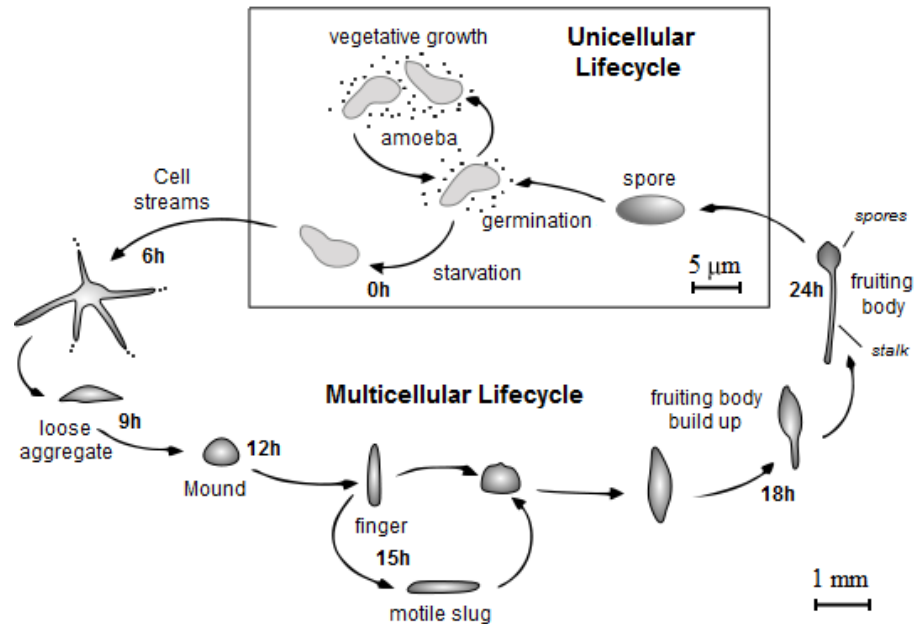 vegetative growth
Unicellular
Lifecycle
amoeba
Cell
streams
spore
germination
spores
6h
starvation
0h
5 μm
24h
fruiting
body
stalk
Multicellular Lifecycle
fruiting body
build up
loose
aggregate
9h
12h
Mound
18h
finger
15h
motile slug
1 mm